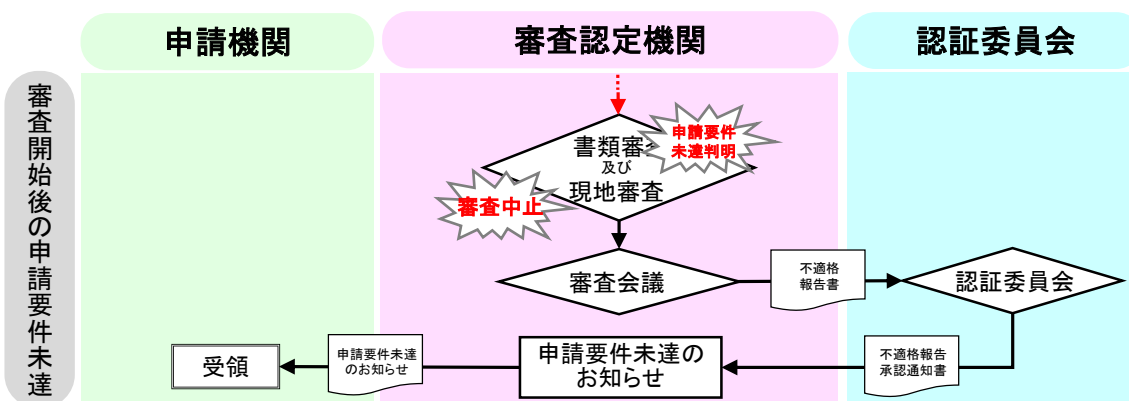 申請機関
審査認定機関
認証委員会
審査開始後の申請要件未達
申請要件
未達判明
書類審査
及び
現地審査
審査中止
審査会議
不適格
報告書
認証委員会
受領
申請要件未達
のお知らせ
申請要件未達の
お知らせ
不適格報告
承認通知書